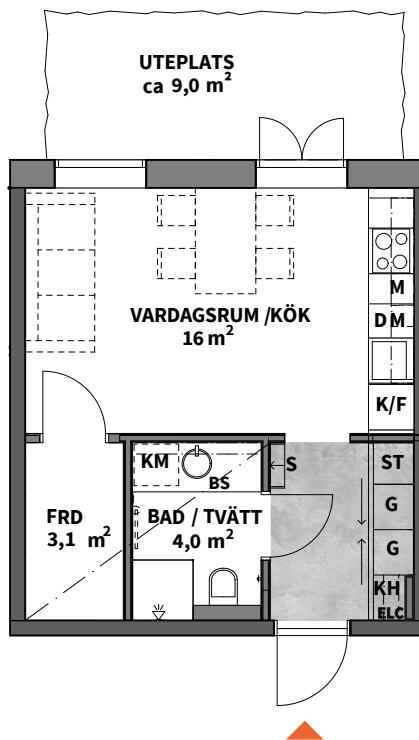 UTEPLATS
ca 9,0 m²
M
VARDAGSRUM /KÖK
16 m²
DM
K/F
KM
BS
S
ST
G
FRD
3,1 m²
BAD / TVÄTT
4,0 m²
G
KH
ELC